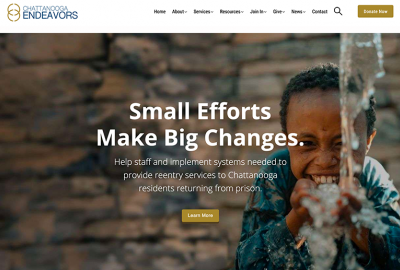 CHATTANOOGA
ENDEAVORS
Home About Services Resources Join In Give News Contact
Donate Now
Small Efforts
Make Big Changes.
Help staff and implement systems needed to
provide reentry services to Chattanooga
residents returning from prison.
Learn More